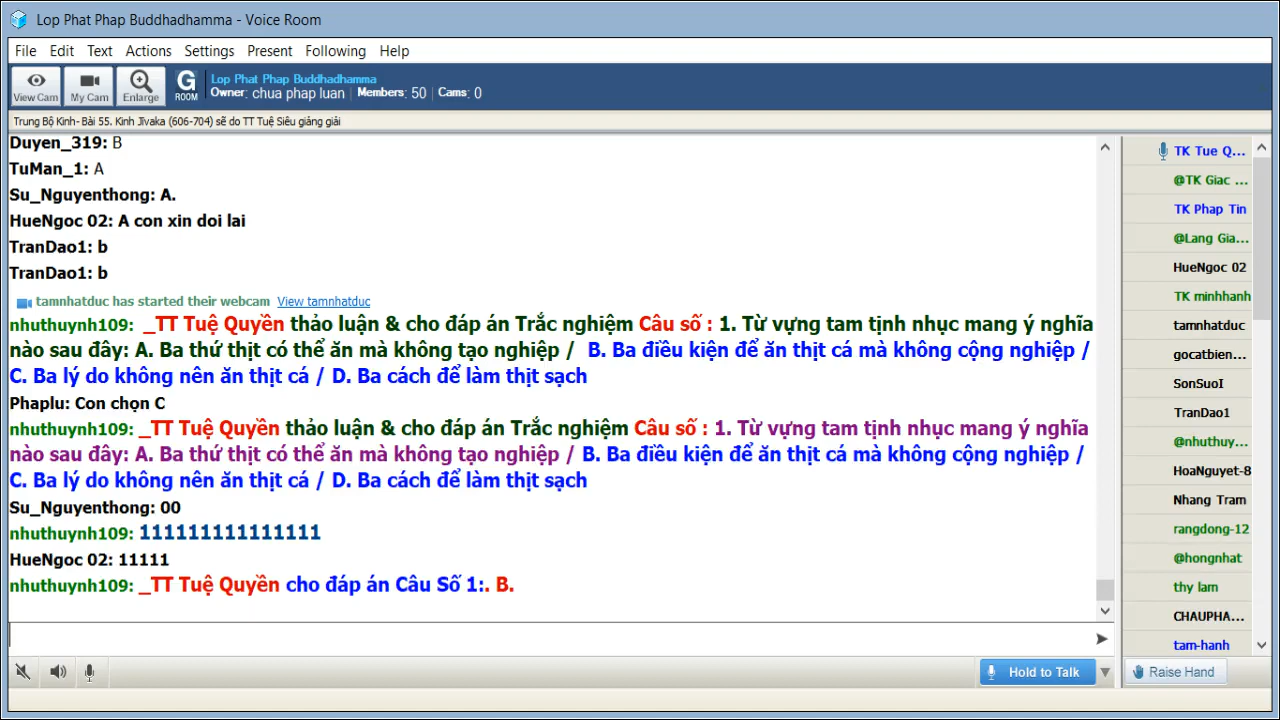 Lop Phat Phap Buddhadhamma - Voice Room
File Edit Text Actions Settings Present Following Help
View Cam My Cam Enlarge G ROOM
Lop Phat Phap Buddhadhamma
Owner: chua phap luan Members: 50 Cams: 0
Trung Bộ Kinh- Bài 55. Kinh Jīvaka (606-704) sẽ do TT Tuệ Siêu giảng giải
Duyen_319: B
TuMan_1: A
Su_Nguyenthong: A.
HueNgoc 02: A con xin doi lai
TranDao1: b
TranDao1: b
tamnhatduc has started their webcam View tamnhatduc
nhuthuynh109: _TT Tuệ Quyền thảo luận & cho đáp án Trắc nghiệm Câu số : 1. Từ vựng tam tịnh nhục mang ý nghĩa
nào sau đây: A. Ba thứ thịt có thể ăn mà không tạo nghiệp / B. Ba điều kiện để ăn thịt cá mà không cộng nghiệp /
C. Ba lý do không nên ăn thịt cá / D. Ba cách để làm thịt sạch
Phaplu: Con chọn C
nhuthuynh109: _TT Tuệ Quyền thảo luận & cho đáp án Trắc nghiệm Câu số : 1. Từ vựng tam tịnh nhục mang ý nghĩa
nào sau đây: A. Ba thứ thịt có thể ăn mà không tạo nghiệp / B. Ba điều kiện để ăn thịt cá mà không cộng nghiệp /
C. Ba lý do không nên ăn thịt cá / D. Ba cách để làm thịt sạch
Su_Nguyenthong: 00
nhuthuynh109: 111111111111111
HueNgoc 02: 11111
nhuthuynh109: _TT Tuệ Quyền cho đáp án Câu Số 1:. B.
TK Tue Q...
@TK Giac ...
TK Phap Tin
@Lang Gia...
HueNgoc 02
TK minhhanh
tamnhatduc
gocatbien...
SonSuoI
TranDao1
@nhuthuy...
HoaNguyet-8
Nhang Tram
rangdong-12
@hongnhat
thy lam
CHAUPHA...
tam-hanh
Hold to Talk
Raise Hand